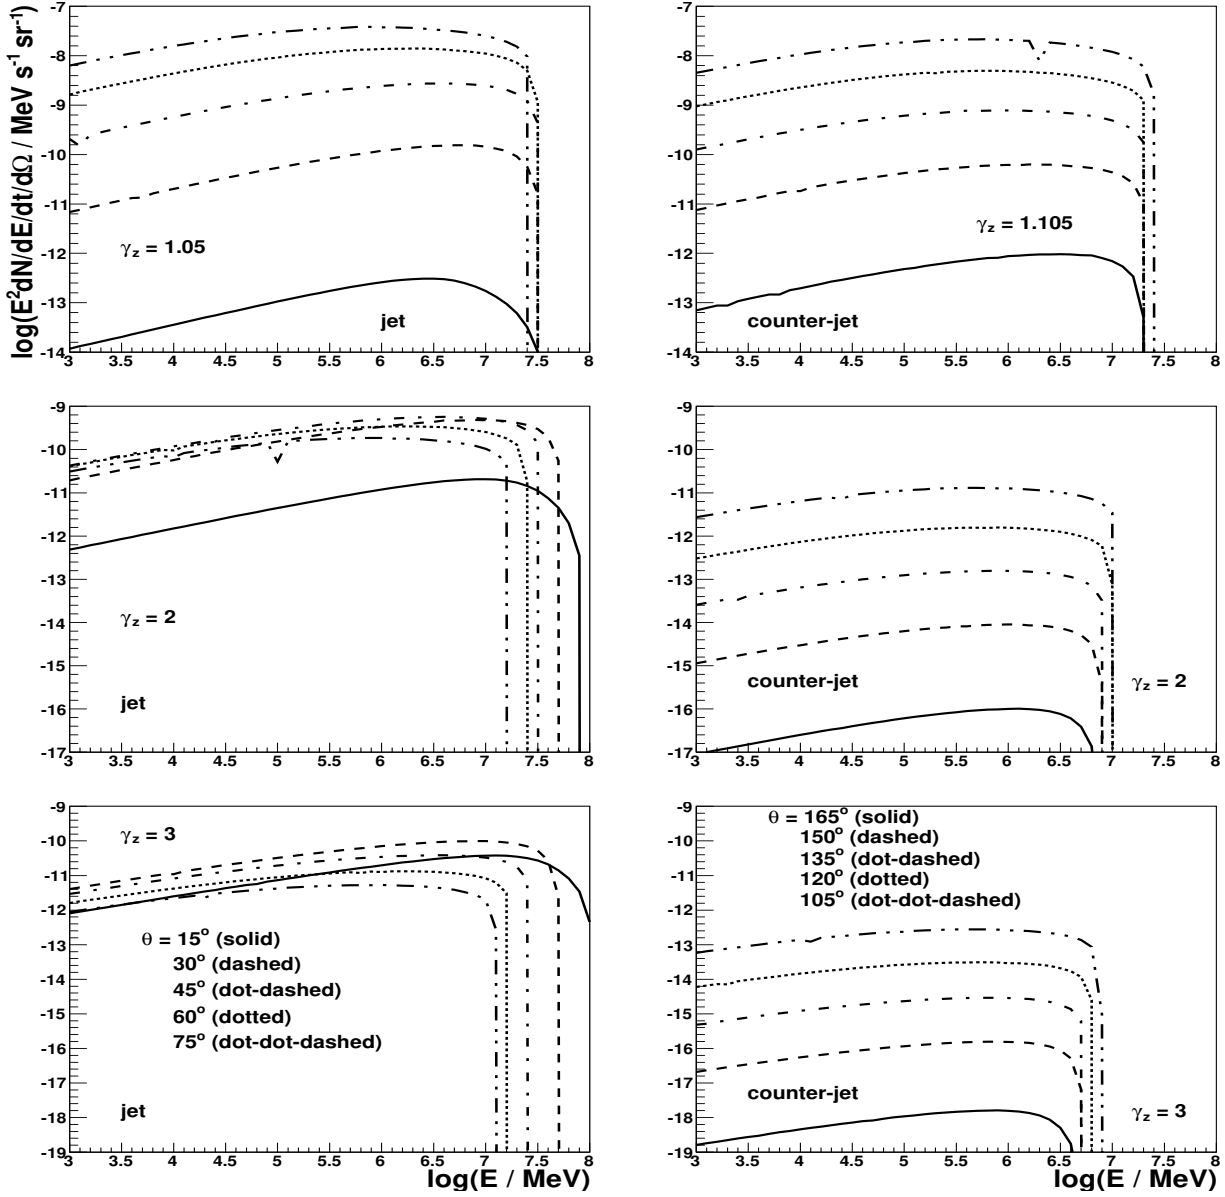 log(E²dN/dE/dt/dΩ / MeV s⁻¹ sr⁻¹)
-7
-8
-9
-10
-11
-12
-13
-14
γz = 1.05
jet
3 3.5 4 4.5 5 5.5 6 6.5 7 7.5 8
-7
-8
-9
-10
-11
-12
-13
-14
γz = 1.105
counter-jet
3 3.5 4 4.5 5 5.5 6 6.5 7 7.5 8
-9
-10
-11
-12
-13
-14
-15
-16
-17
γz = 2
jet
3 3.5 4 4.5 5 5.5 6 6.5 7 7.5 8
-9
-10
-11
-12
-13
-14
-15
-16
-17
counter-jet
γz = 2
3 3.5 4 4.5 5 5.5 6 6.5 7 7.5 8
-9
-10
-11
-12
-13
-14
-15
-16
-17
-18
-19
γz = 3
θ = 15º (solid)
30º (dashed)
45º (dot-dashed)
60º (dotted)
75º (dot-dot-dashed)
jet
3 3.5 4 4.5 5 5.5 6 6.5 7 7.5 8
log(E / MeV)
-9
-10
-11
-12
-13
-14
-15
-16
-17
-18
-19
θ = 165º (solid)
150º (dashed)
135º (dot-dashed)
120º (dotted)
105º (dot-dot-dashed)
counter-jet
γz = 3
3 3.5 4 4.5 5 5.5 6 6.5 7 7.5 8
log(E / MeV)